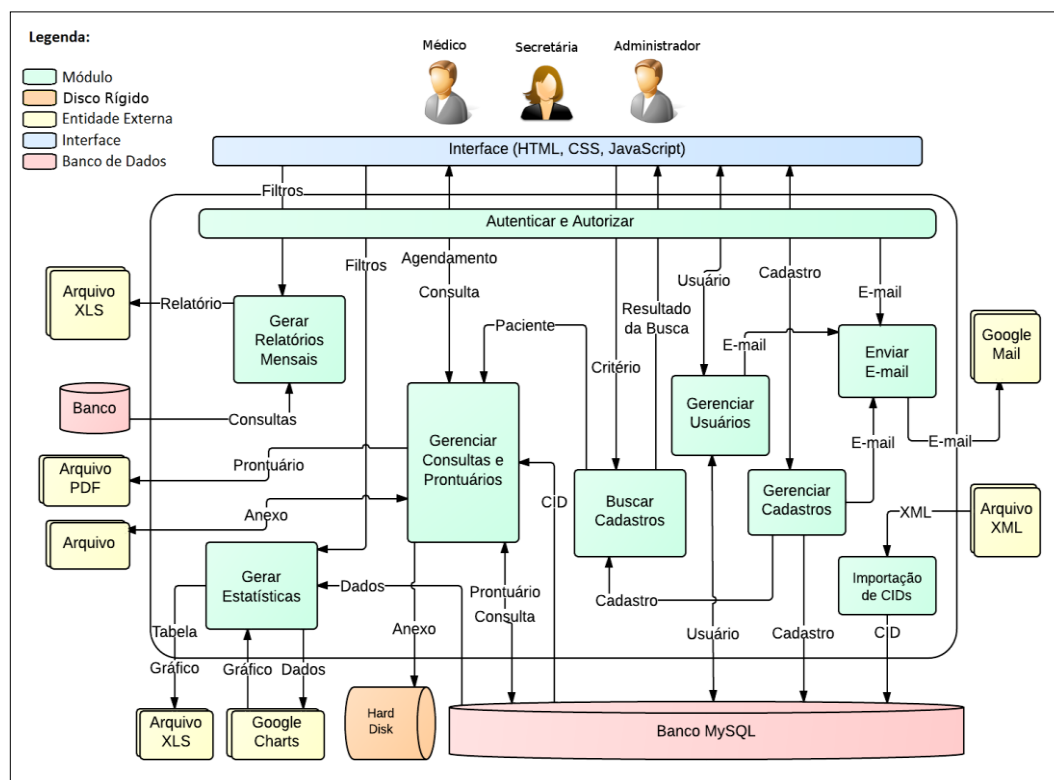 Legenda:
Módulo
Disco Rígido
Entidade Externa
Interface
Banco de Dados
Médico
Secretária
Administrador
Interface (HTML, CSS, JavaScript)
Filtros
Autenticar e Autorizar
Filtros
Agendamento
Consulta
Usuário
Cadastro
E-mail
Arquivo
XLS
Relatório
Gerar
Relatórios
Mensais
Paciente
Resultado
da Busca
Critério
E-mail
Enviar
E-mail
Google
Mail
Banco
Consultas
Gerenciar
Consultas e
Prontuários
Gerenciar
Usuários
E-mail
E-mail
Arquivo
PDF
Prontuário
Anexo
Arquivo
CID
Buscar
Cadastros
Gerenciar
Cadastros
XML
Arquivo
XML
Gerar
Estatísticas
Dados
Prontuário
Consulta
Cadastro
Importação
de CIDs
Tabela
Anexo
Usuário
Cadastro
CID
Gráfico
Gráfico
Dados
Arquivo
XLS
Google
Charts
Hard
Disk
Banco MySQL